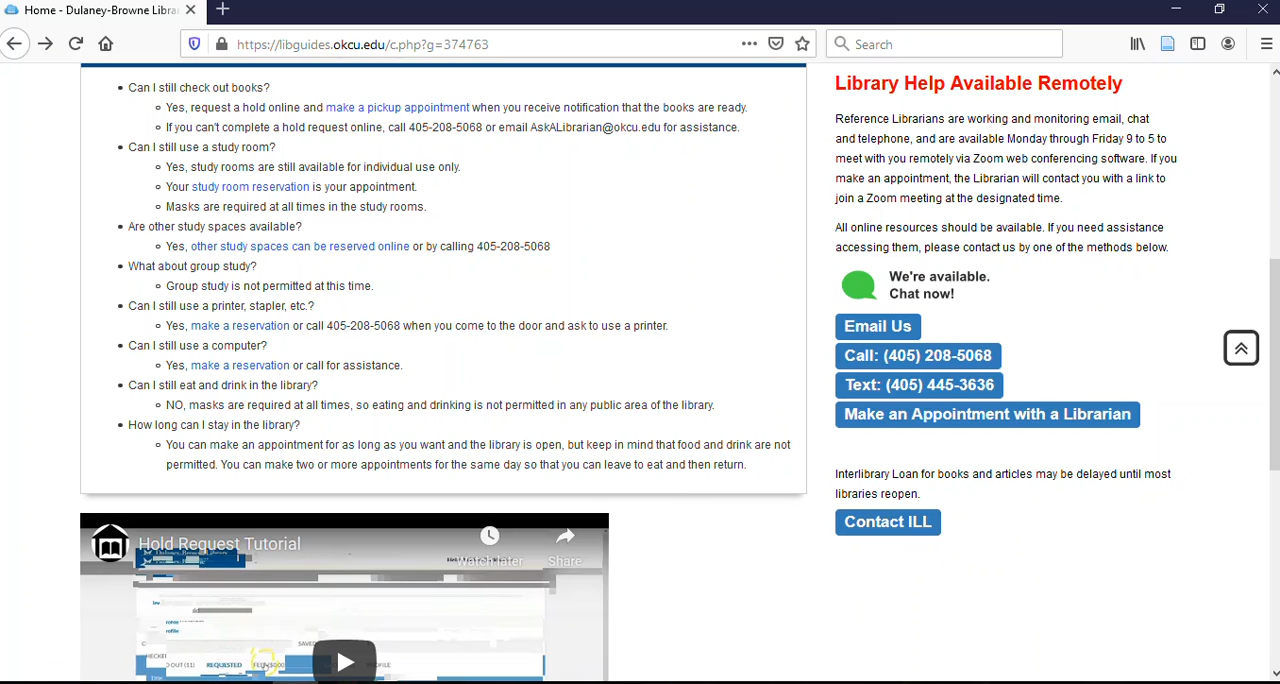 Home - Dulaney-Browne Libra
https://libguides.okcu.edu/c.php?g=374763
Search
Can I still check out books?
Yes, request a hold online and make a pickup appointment when you receive notification that the books are ready.
If you can't complete a hold request online, call 405-208-5068 or email AskALibrarian@okcu.edu for assistance.
Can I still use a study room?
Yes, study rooms are still available for individual use only.
Your study room reservation is your appointment.
Masks are required at all times in the study rooms.
Are other study spaces available?
Yes, other study spaces can be reserved online or by calling 405-208-5068
What about group study?
Group study is not permitted at this time.
Can I still use a printer, stapler, etc.?
Yes, make a reservation or call 405-208-5068 when you come to the door and ask to use a printer.
Can I still use a computer?
Yes, make a reservation or call for assistance.
Can I still eat and drink in the library?
NO, masks are required at all times, so eating and drinking is not permitted in any public area of the library.
How long can I stay in the library?
You can make an appointment for as long as you want and the library is open, but keep in mind that food and drink are not
permitted. You can make two or more appointments for the same day so that you can leave to eat and then return.
Hold Request Tutorial
Watch later
Share
Dulaney-Browne Library
SAVED
OUT (11)
REQUESTED
PROFILE
Library Help Available Remotely
Reference Librarians are working and monitoring email, chat
and telephone, and are available Monday through Friday 9 to 5 to
meet with you remotely via Zoom web conferencing software. If you
make an appointment, the Librarian will contact you with a link to
join a Zoom meeting at the designated time.
All online resources should be available. If you need assistance
accessing them, please contact us by one of the methods below.
We're available.
Chat now!
Email Us
Call: (405) 208-5068
Text: (405) 445-3636
Make an Appointment with a Librarian
Interlibrary Loan for books and articles may be delayed until most
libraries reopen.
Contact ILL